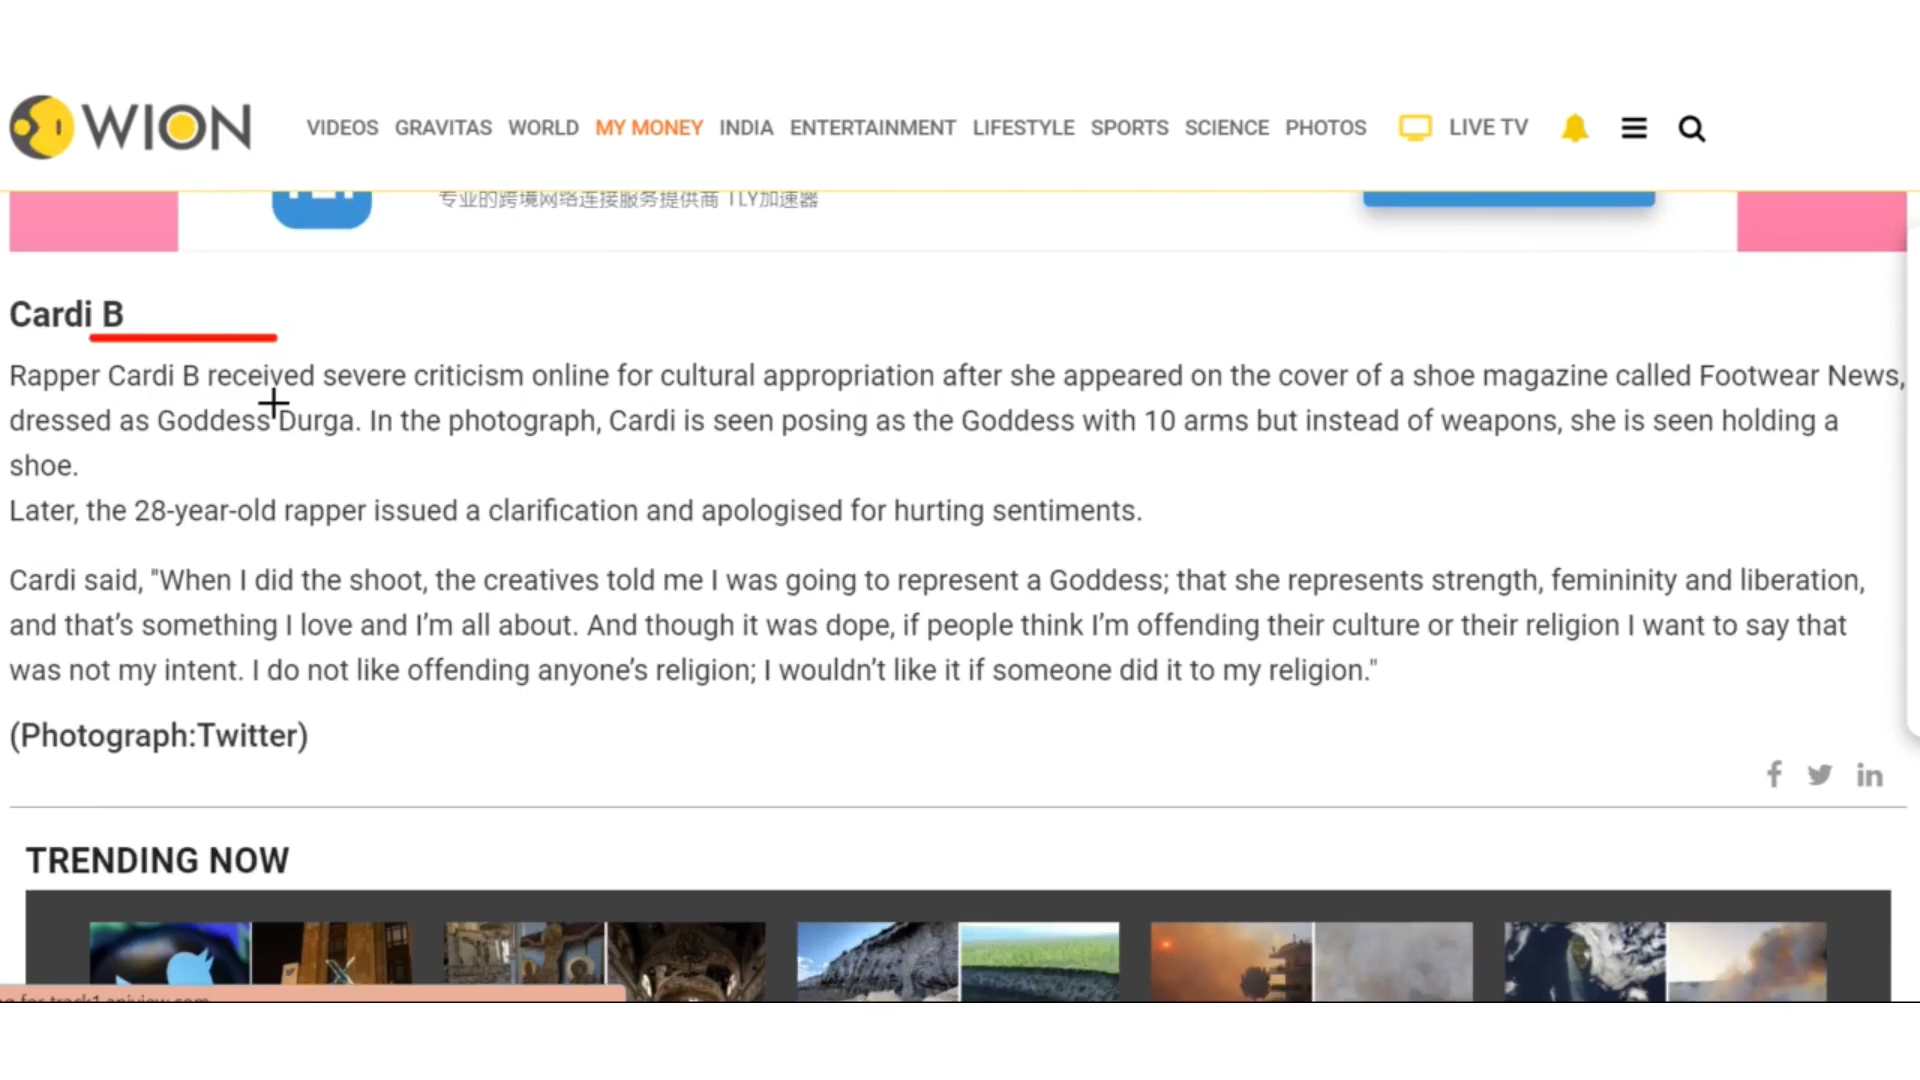 WION
VIDEOS GRAVITAS WORLD MY MONEY INDIA ENTERTAINMENT LIFESTYLE SPORTS SCIENCE PHOTOS LIVE TV
专业的跨境网络连接服务提供商 TLY加速器
Cardi B
Rapper Cardi B received severe criticism online for cultural appropriation after she appeared on the cover of a shoe magazine called Footwear News,
dressed as Goddess Durga. In the photograph, Cardi is seen posing as the Goddess with 10 arms but instead of weapons, she is seen holding a
shoe.
Later, the 28-year-old rapper issued a clarification and apologised for hurting sentiments.
Cardi said, "When I did the shoot, the creatives told me I was going to represent a Goddess; that she represents strength, femininity and liberation,
and that’s something I love and I’m all about. And though it was dope, if people think I’m offending their culture or their religion I want to say that
was not my intent. I do not like offending anyone’s religion; I wouldn’t like it if someone did it to my religion."
(Photograph:Twitter)
TRENDING NOW